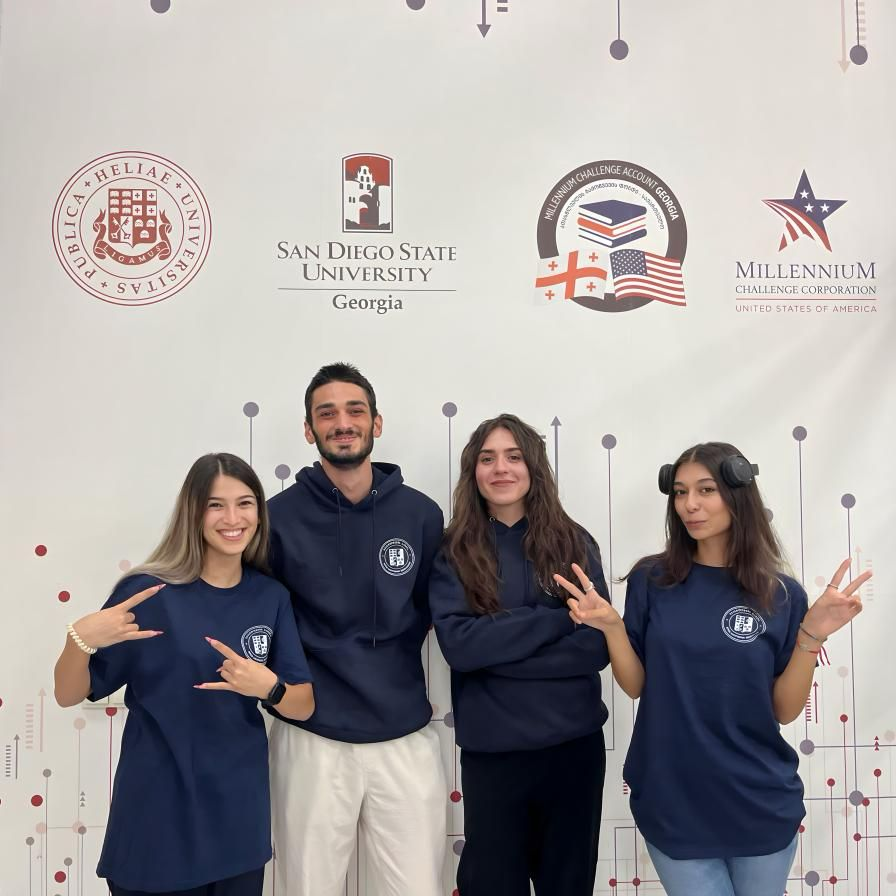 HELIAE • UNIVERSITAS • PUBLICA
LIGAMUS
SAN DIEGO STATE
UNIVERSITY
Georgia
MILLENNIUM CHALLENGE ACCOUNT GEORGIA
MILLENNIUM
CHALLENGE CORPORATION
UNITED STATES OF AMERICA